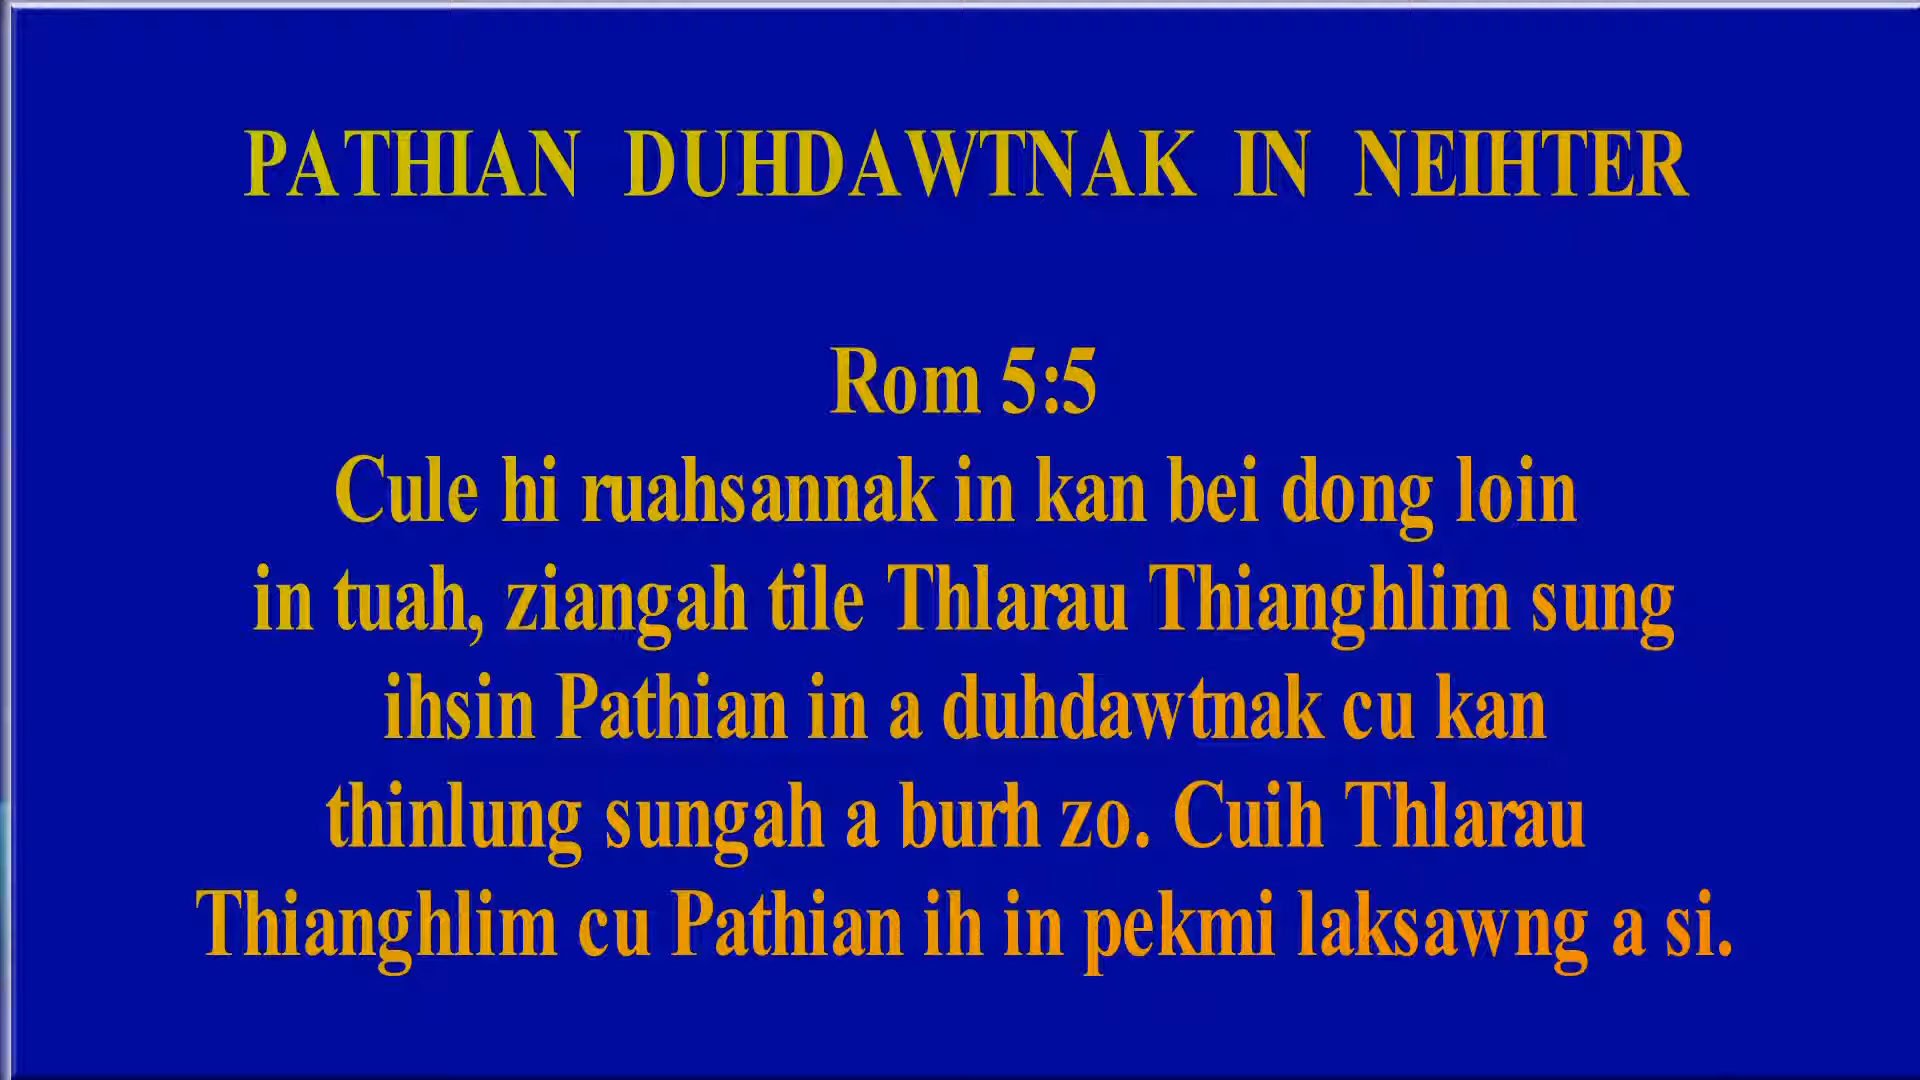 PATHIAN DUHDAWTNAK IN NEIHTER
Rom 5:5
Cule hi ruahsannak in kan bei dong loin
in tuah, ziangah tile Thlarau Thianghlim sung
ihsin Pathian in a duhdawtnak cu kan
thinlung sungah a burh zo. Cuih Thlarau
Thianghlim cu Pathian ih in pekmi laksawng a si.